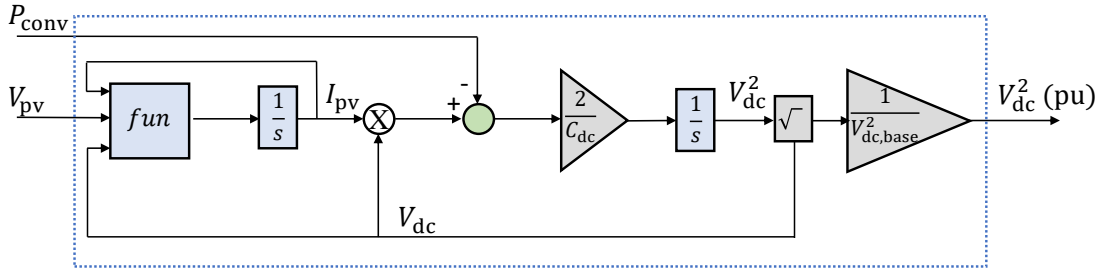 P_conv
V_pv
fun
1/s
I_pv
X
-
+
2/C_dc
1/s
V_dc^2
√
1/V_dc,base^2
V_dc^2 (pu)
V_dc